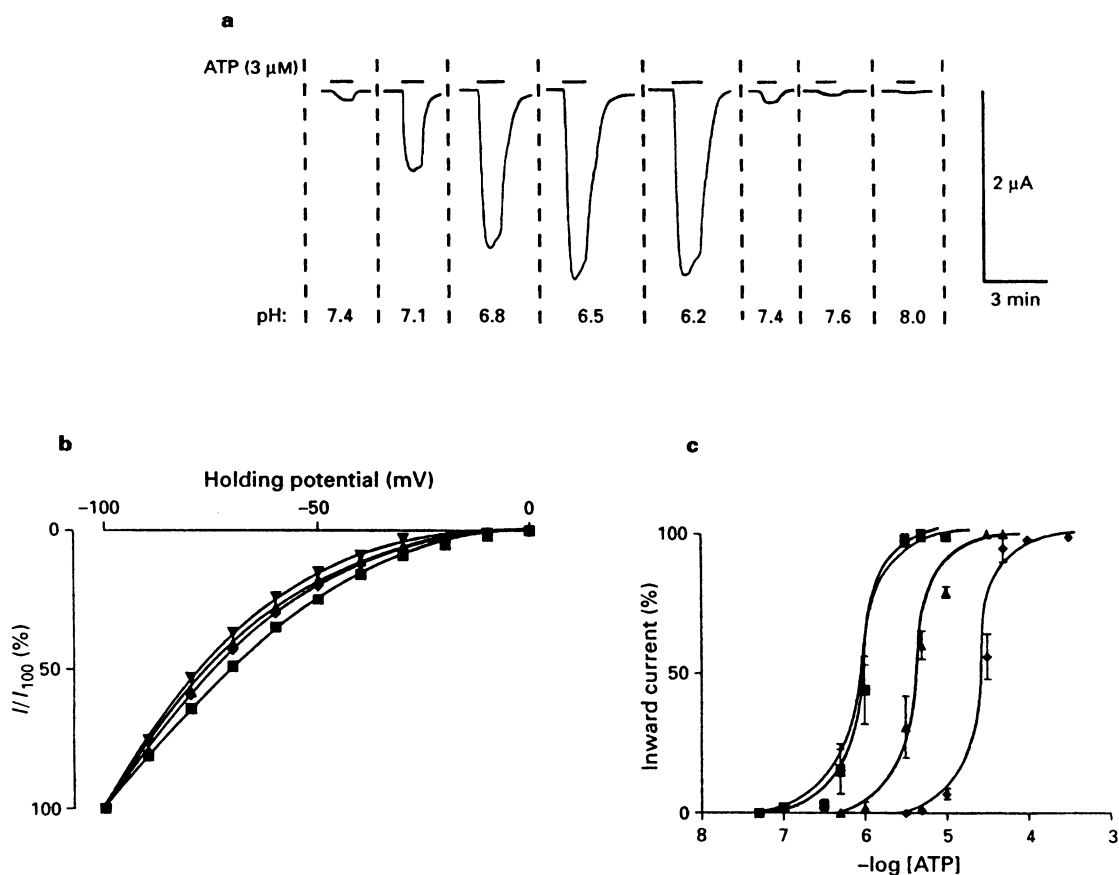 a
ATP (3 μM)
2 μA
3 min
pH: 7.4 7.1 6.8 6.5 6.2 7.4 7.6 8.0
b
Holding potential (mV)
−100 −50 0
0
50
100
I/I100 (%)
c
100
50
0
Inward current (%)
8 7 6 5 4 3
−log [ATP]